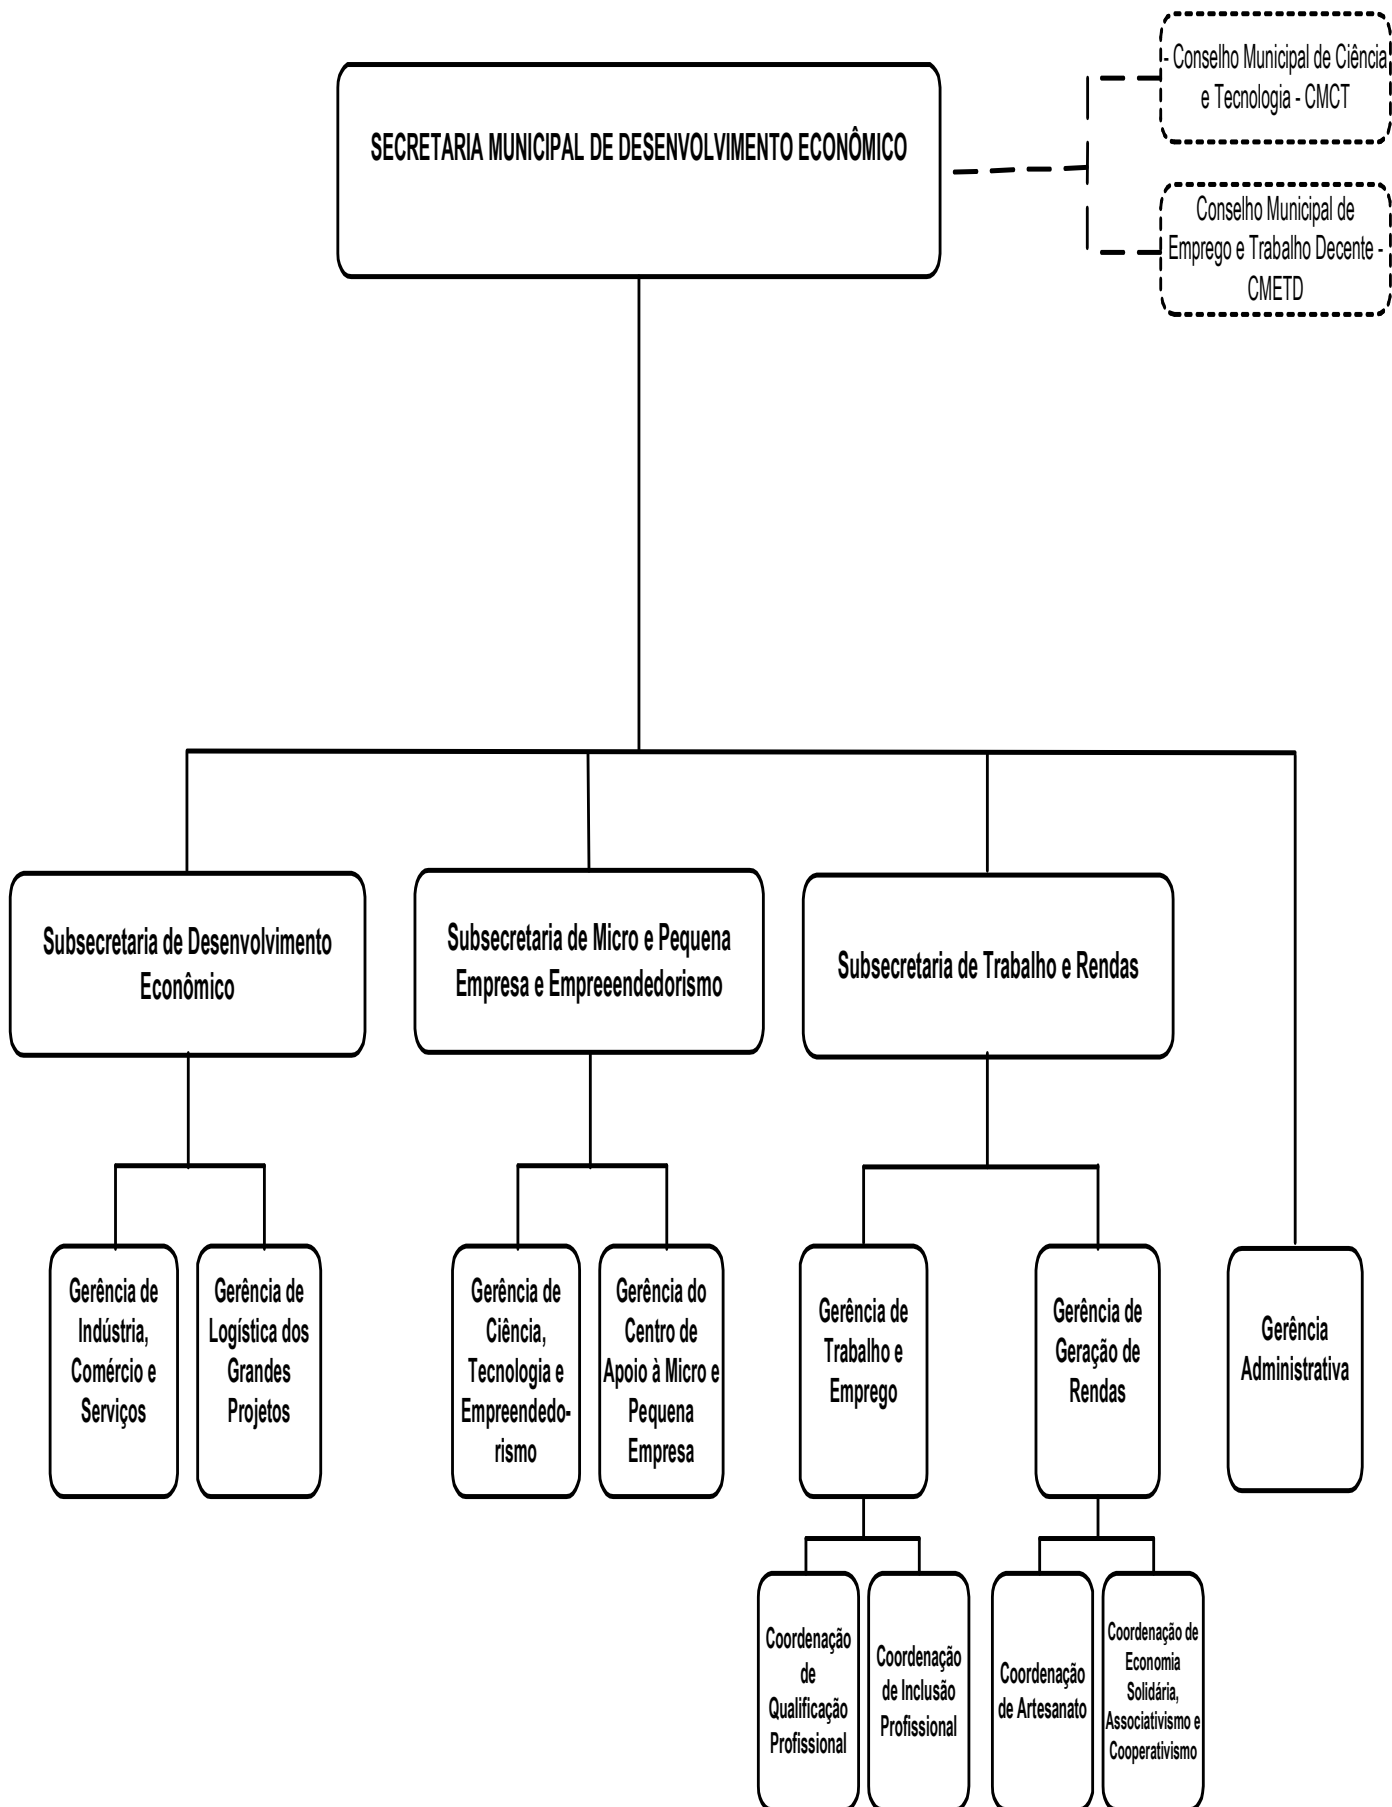 - Conselho Municipal de Ciência
e Tecnologia - CMCT
SECRETARIA MUNICIPAL DE DESENVOLVIMENTO ECONÔMICO
Conselho Municipal de
Emprego e Trabalho Decente -
CMETD
Subsecretaria de Desenvolvimento
Econômico
Subsecretaria de Micro e Pequena
Empresa e Empreeendedorismo
Subsecretaria de Trabalho e Rendas
Gerência de
Indústria,
Comércio e
Serviços
Gerência de
Logística dos
Grandes
Projetos
Gerência de
Ciência,
Tecnologia e
Empreendedo-
rismo
Gerência do
Centro de
Apoio à Micro e
Pequena
Empresa
Gerência de
Trabalho e
Emprego
Gerência de
Geração de
Rendas
Gerência
Administrativa
Coordenação
de
Qualificação
Profissional
Coordenação
de Inclusão
Profissional
Coordenação
de Artesanato
Coordenação de
Economia
Solidária,
Associativismo e
Cooperativismo